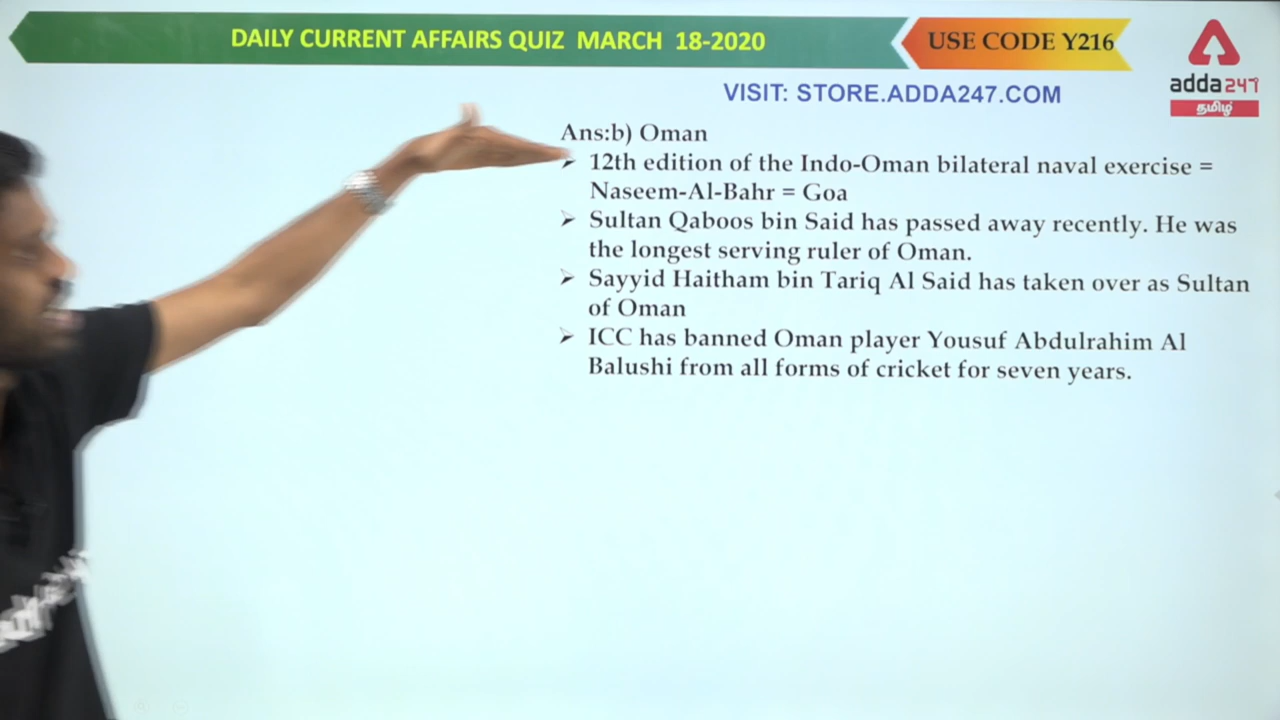 DAILY CURRENT AFFAIRS QUIZ MARCH 18-2020
USE CODE Y216
adda247
தமிழ்
VISIT: STORE.ADDA247.COM
Ans:b) Oman
➢ 12th edition of the Indo-Oman bilateral naval exercise =
Naseem-Al-Bahr = Goa
➢ Sultan Qaboos bin Said has passed away recently. He was
the longest serving ruler of Oman.
➢ Sayyid Haitham bin Tariq Al Said has taken over as Sultan
of Oman
➢ ICC has banned Oman player Yousuf Abdulrahim Al
Balushi from all forms of cricket for seven years.